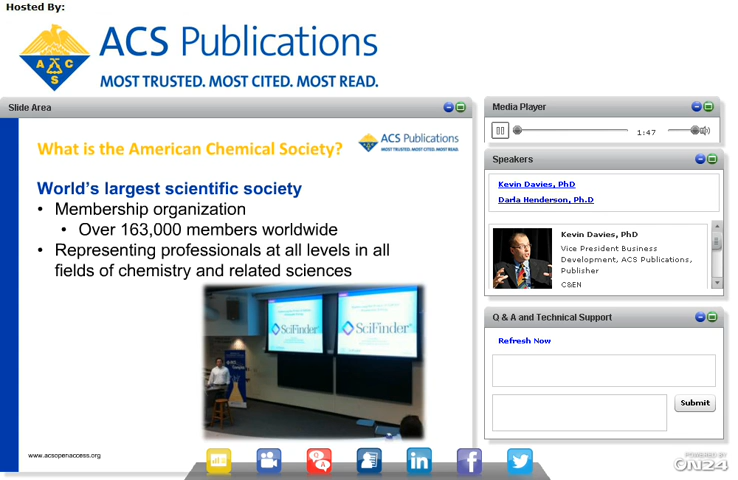 Hosted By:
ACS Publications
MOST TRUSTED. MOST CITED. MOST READ.
A C S
Slide Area
What is the American Chemical Society?
ACS Publications
MOST TRUSTED. MOST CITED. MOST READ.
World's largest scientific society
• Membership organization
• Over 163,000 members worldwide
• Representing professionals at all levels in all
fields of chemistry and related sciences
SciFinder
SciFinder
www.acsopenaccess.org
Media Player
1:47
Speakers
Kevin Davies, PhD
Darla Henderson, Ph.D
Kevin Davies, PhD
Vice President Business
Development, ACS Publications,
Publisher
C&EN
Q & A and Technical Support
Refresh Now
Submit
Q
A
in
f
POWERED BY
ON24